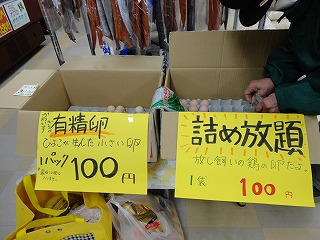 有精卵
ひよこが生んだ小さい卵
1パック 100円
詰め放題
放し飼いの鶏の卵だよ。
1袋 100円